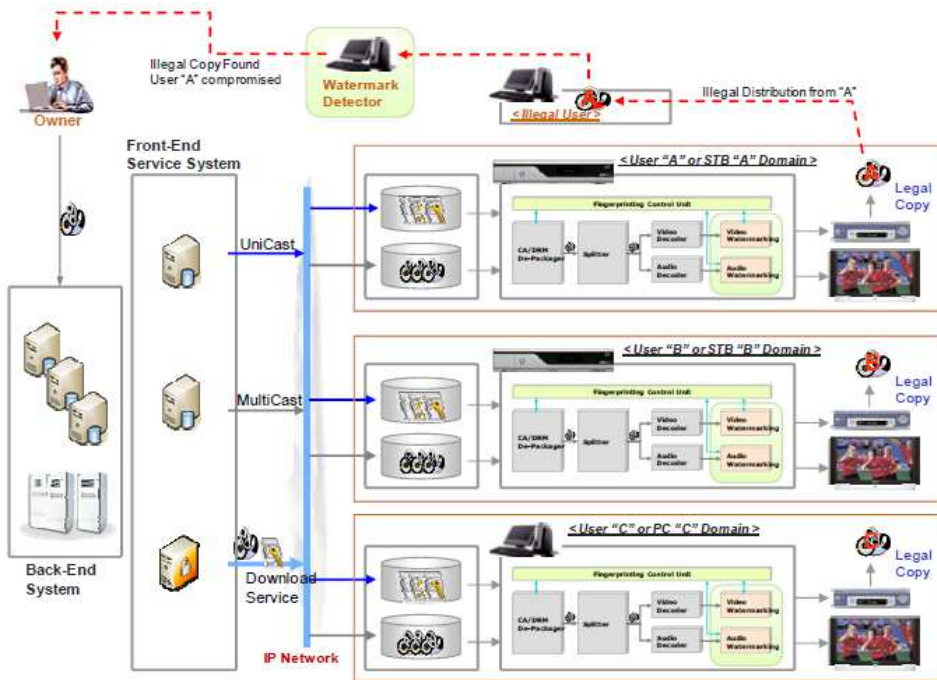 Illegal Copy Found
User "A" compromised
Watermark
Detector
Illegal Distribution from "A"
< Illegal User >
A
Owner
Front-End
Service System
UniCast
MultiCast
Download
Service
IP Network
Back-End
System
< User "A" or STB "A" Domain >
Fingerprinting Control Unit
CA/DRM
De-Packager
Splitter
Video
Decoder
Audio
Decoder
Video
Watermarking
Audio
Watermarking
A
Legal
Copy
< User "B" or STB "B" Domain >
Fingerprinting Control Unit
CA/DRM
De-Packager
Splitter
Video
Decoder
Audio
Decoder
Video
Watermarking
Audio
Watermarking
B
Legal
Copy
< User "C" or PC "C" Domain >
Fingerprinting Control Unit
CA/DRM
De-Packager
Splitter
Video
Decoder
Audio
Decoder
Video
Watermarking
Audio
Watermarking
C
Legal
Copy